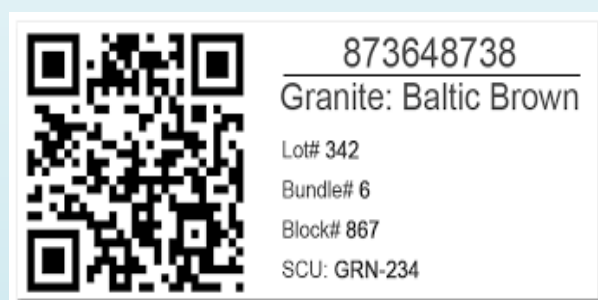 873648738
Granite: Baltic Brown
Lot# 342
Bundle# 6
Block# 867
SCU: GRN-234